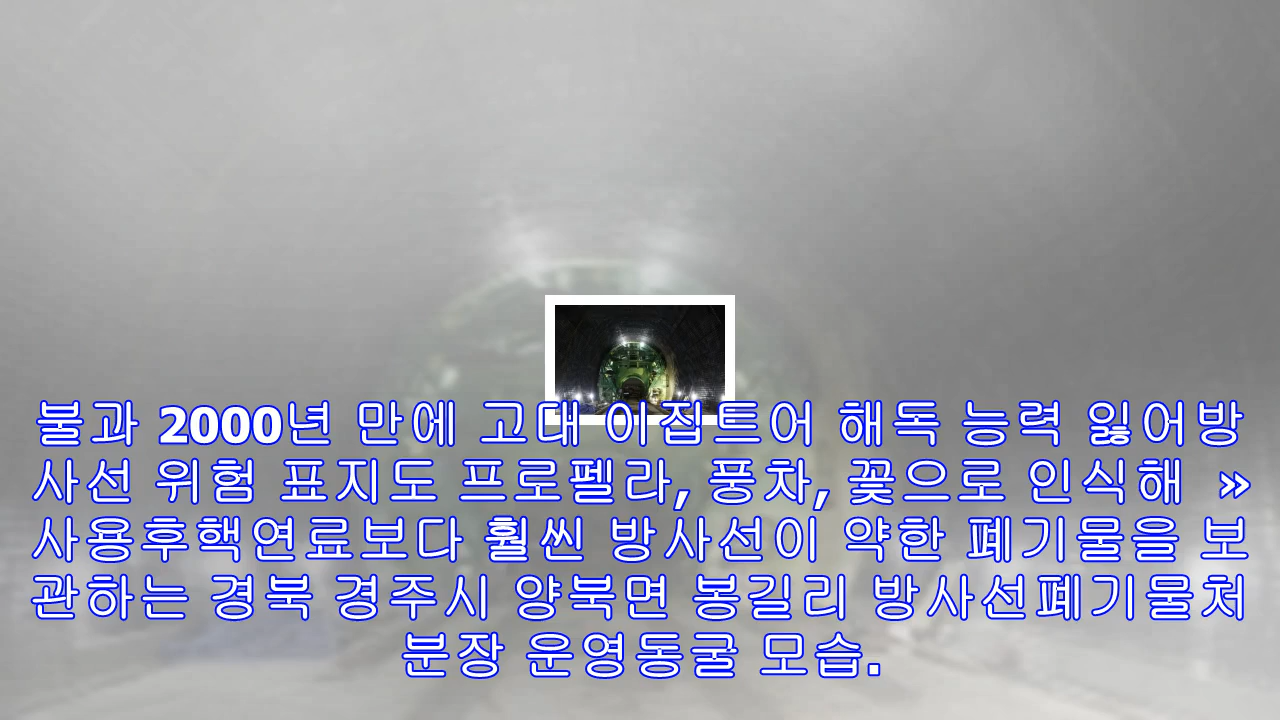 불과 2000년 만에 고대 이집트어 해독 능력 잃어방
사선 위험 표지도 프로펠라, 풍차, 꽃으로 인식해 »
사용후핵연료보다 훨씬 방사선이 약한 폐기물을 보
관하는 경북 경주시 양북면 봉길리 방사선폐기물처
분장 운영동굴 모습.